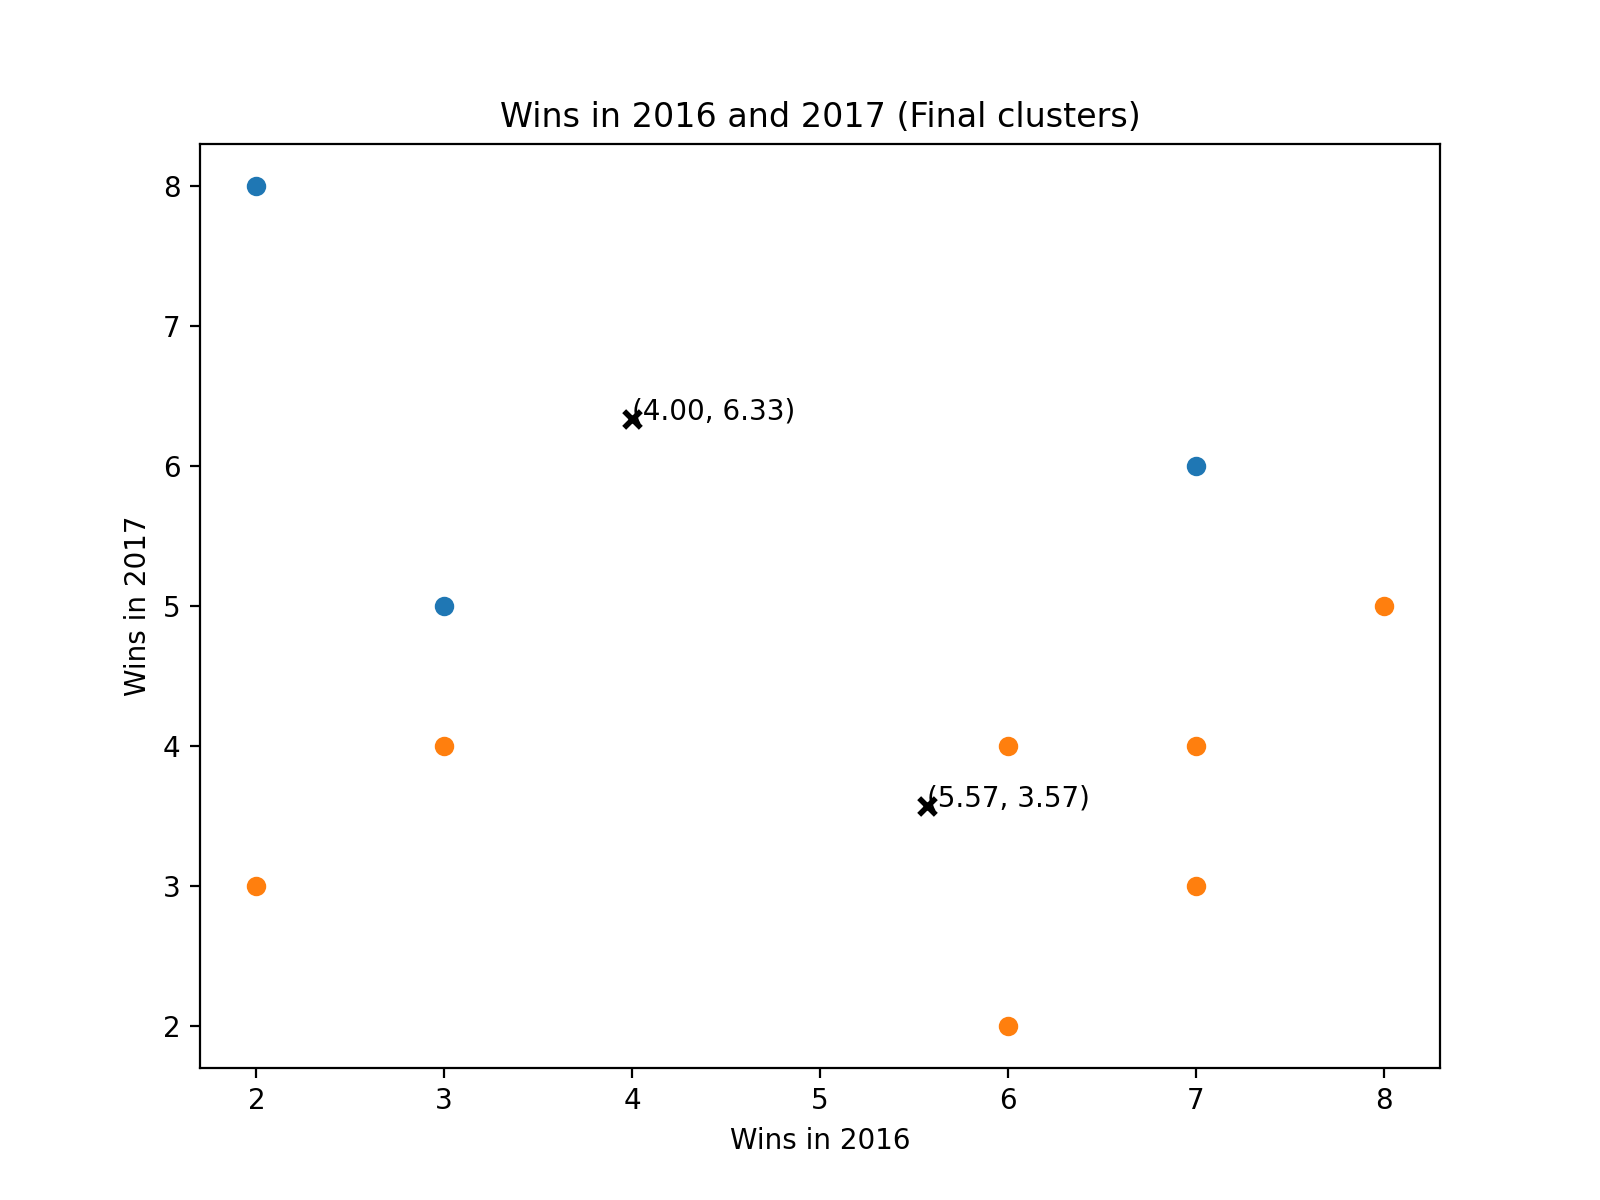 Wins in 2016 and 2017 (Final clusters)
8
7
6
5
4
3
2
Wins in 2017
(4.00, 6.33)
(5.57, 3.57)
2 3 4 5 6 7 8
Wins in 2016